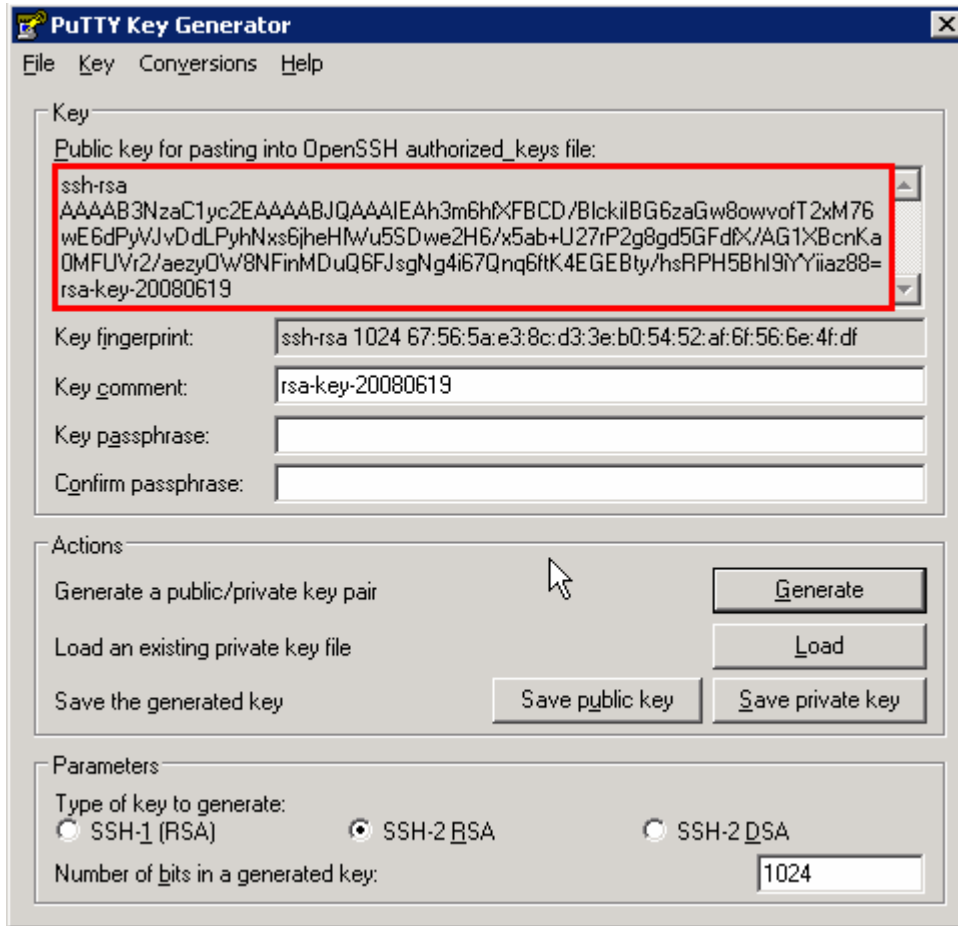 PuTTY Key Generator
File Key Conversions Help
Key
Public key for pasting into OpenSSH authorized_keys file:
ssh-rsa
AAAAB3NzaC1yc2EAAAABJQAAAIEAh3m6hfXFBCD/BIckiIBG6zaGw8owvofT2xM76
wE6dPyVJvDdLPyhNxs6jheHIWu5SDwe2H6/x5ab+U27rP2g8gd5GFdfX/AG1XBcnKa
0MFUVr2/aezyOW8NFinMDuQ6FJsgNg4i67Qnq6ftK4EGEBty/hsRPH5BhI9iYYiiaz88=
rsa-key-20080619
Key fingerprint: ssh-rsa 1024 67:56:5a:e3:8c:d3:3e:b0:54:52:af:6f:56:6e:4f:df
Key comment: rsa-key-20080619
Key passphrase:
Confirm passphrase:
Actions
Generate a public/private key pair Generate
Load an existing private key file Load
Save the generated key Save public key Save private key
Parameters
Type of key to generate:
SSH-1 (RSA) SSH-2 RSA SSH-2 DSA
Number of bits in a generated key: 1024